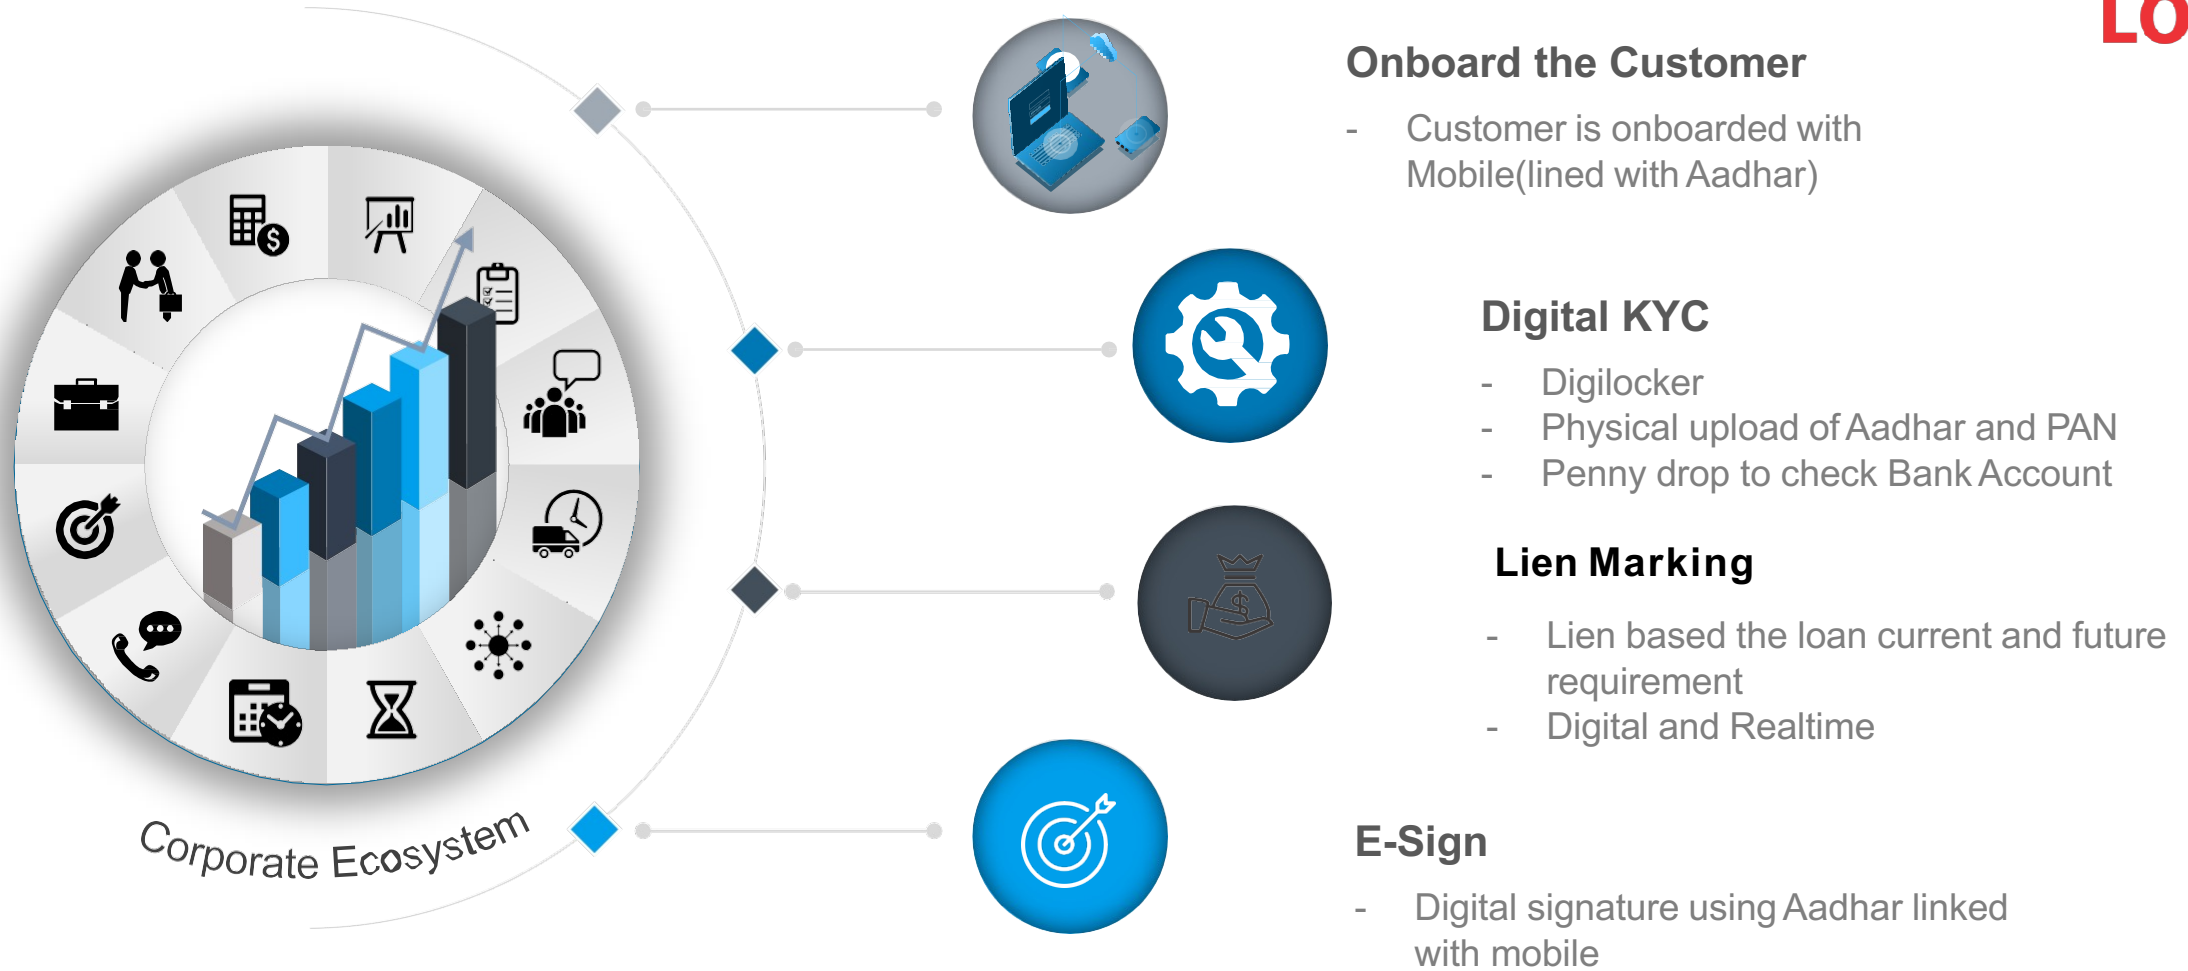 LO
Onboard the Customer
- Customer is onboarded with
Mobile(lined with Aadhar)
Digital KYC
- Digilocker
- Physical upload of Aadhar and PAN
- Penny drop to check Bank Account
Lien Marking
- Lien based the loan current and future
requirement
- Digital and Realtime
E-Sign
- Digital signature using Aadhar linked
with mobile
Corporate Ecosystem